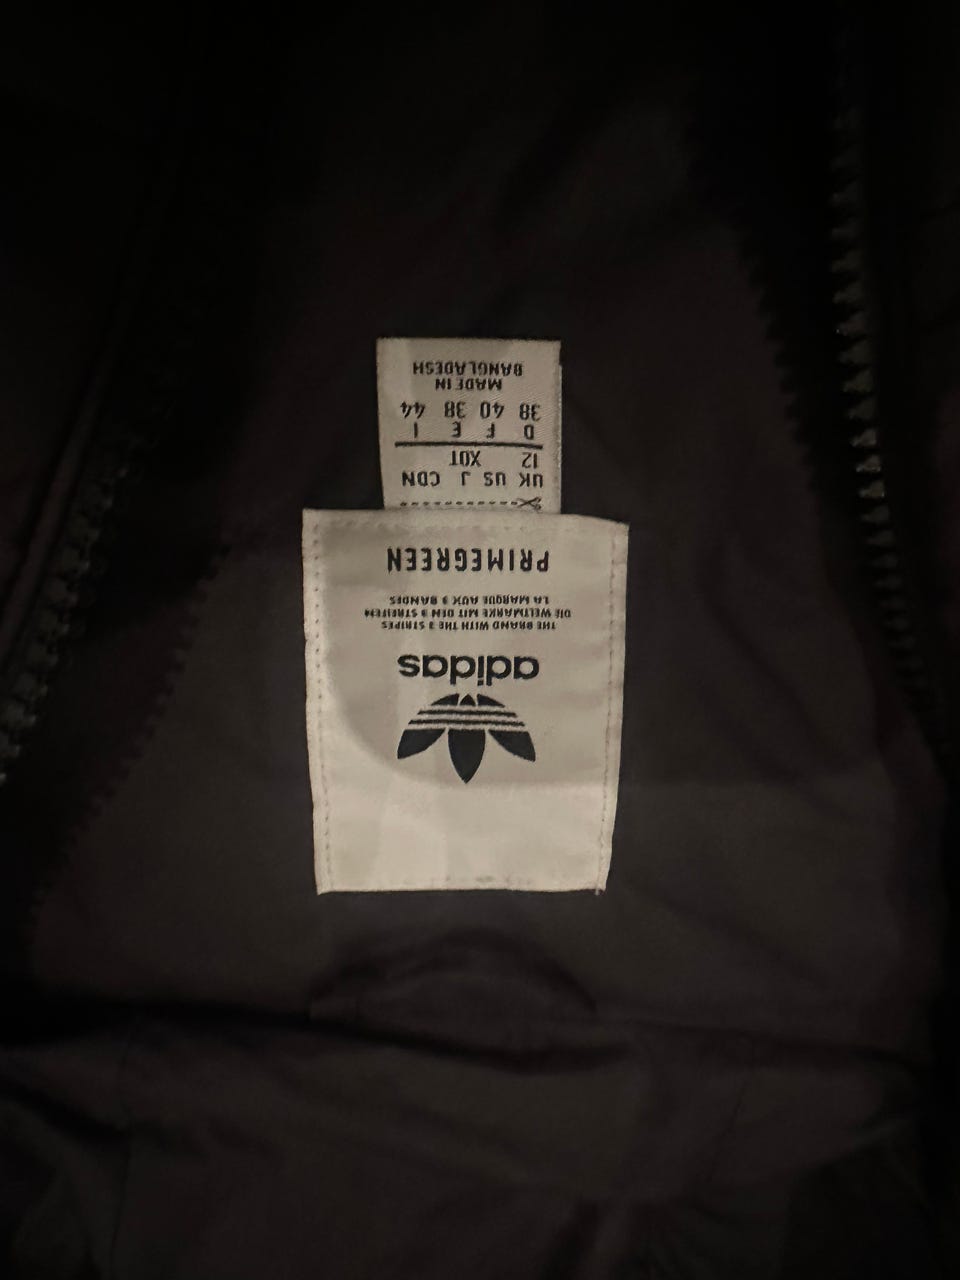 adidas
THE BRAND WITH THE 3 STRIPES
DIE WELTMARKE MIT DEN 3 STREIFEN
LA MARQUE AUX 3 BANDES
PRIMEGREEN
UK US J CDN
12 XOT
D F E I
38 40 38 44
MADE IN
BANGLADESH